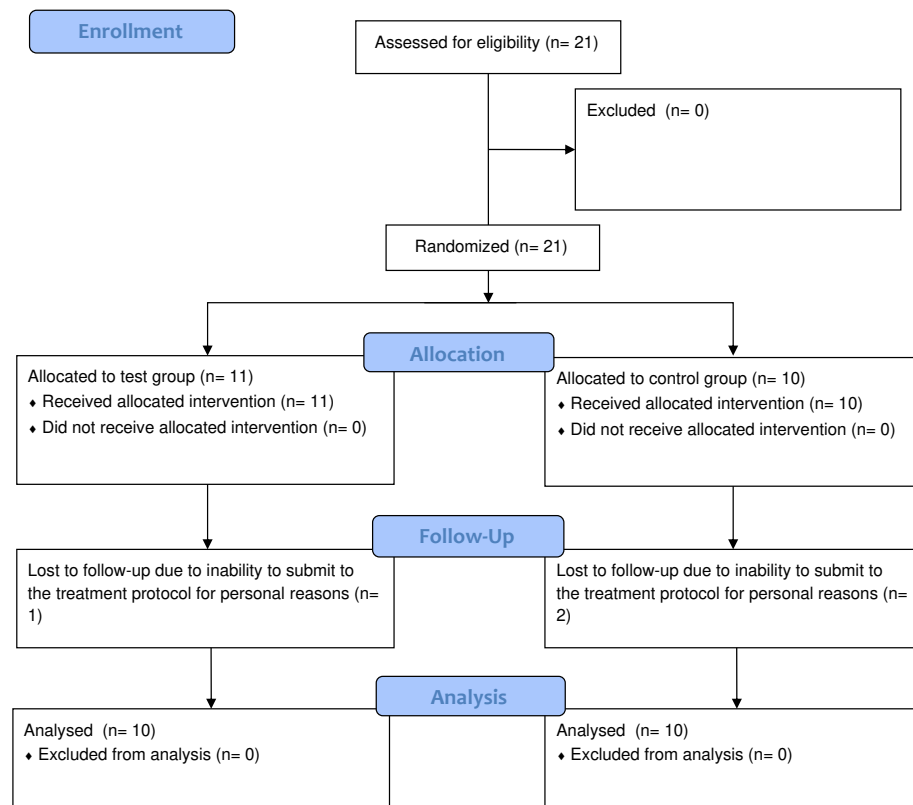 Enrollment
Assessed for eligibility (n= 21)
Excluded (n= 0)
Randomized (n= 21)
Allocation
Allocated to test group (n= 11)
♦ Received allocated intervention (n= 11)
♦ Did not receive allocated intervention (n= 0)
Allocated to control group (n= 10)
♦ Received allocated intervention (n= 10)
♦ Did not receive allocated intervention (n= 0)
Follow-Up
Lost to follow-up due to inability to submit to
the treatment protocol for personal reasons (n=
1)
Lost to follow-up due to inability to submit to
the treatment protocol for personal reasons (n=
2)
Analysis
Analysed (n= 10)
♦ Excluded from analysis (n= 0)
Analysed (n= 10)
♦ Excluded from analysis (n= 0)